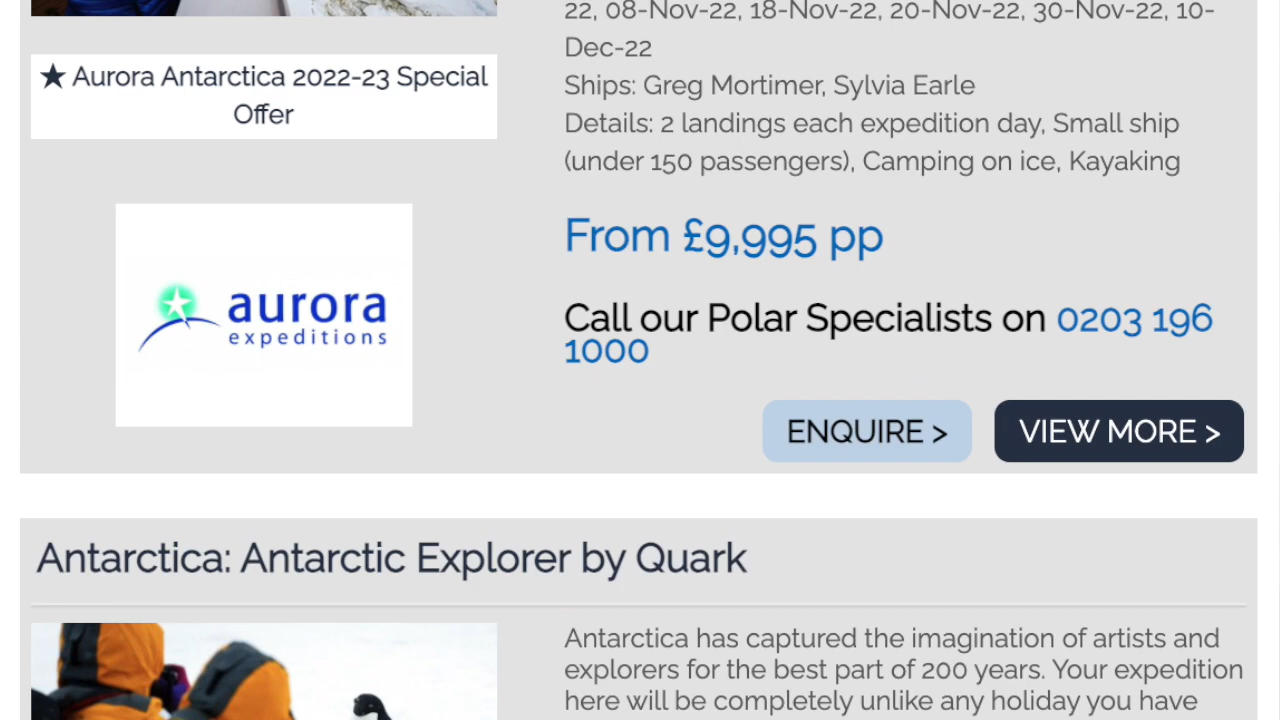 22, 08-Nov-22, 18-Nov-22, 20-Nov-22, 30-Nov-22, 10-
Dec-22
Ships: Greg Mortimer, Sylvia Earle
Details: 2 landings each expedition day, Small ship
(under 150 passengers), Camping on ice, Kayaking
★ Aurora Antarctica 2022-23 Special
Offer
aurora
expeditions
From £9,995 pp
Call our Polar Specialists on 0203 196
1000
ENQUIRE >
VIEW MORE >
Antarctica: Antarctic Explorer by Quark
Antarctica has captured the imagination of artists and
explorers for the best part of 200 years. Your expedition
here will be completely unlike any holiday you have